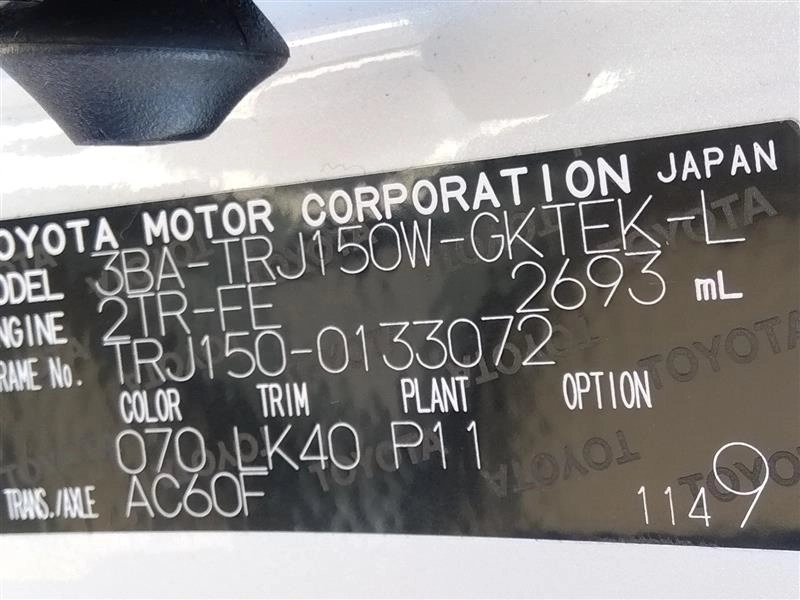 TOYOTA MOTOR CORPORATION JAPAN
MODEL 3BA-TRJ150W-GKTEK-L
ENGINE 2TR-FE 2693 mL
FRAME No. TRJ150-0133072
COLOR TRIM PLANT OPTION
070 LK40 P11
TRANS./AXLE AC60F
1149